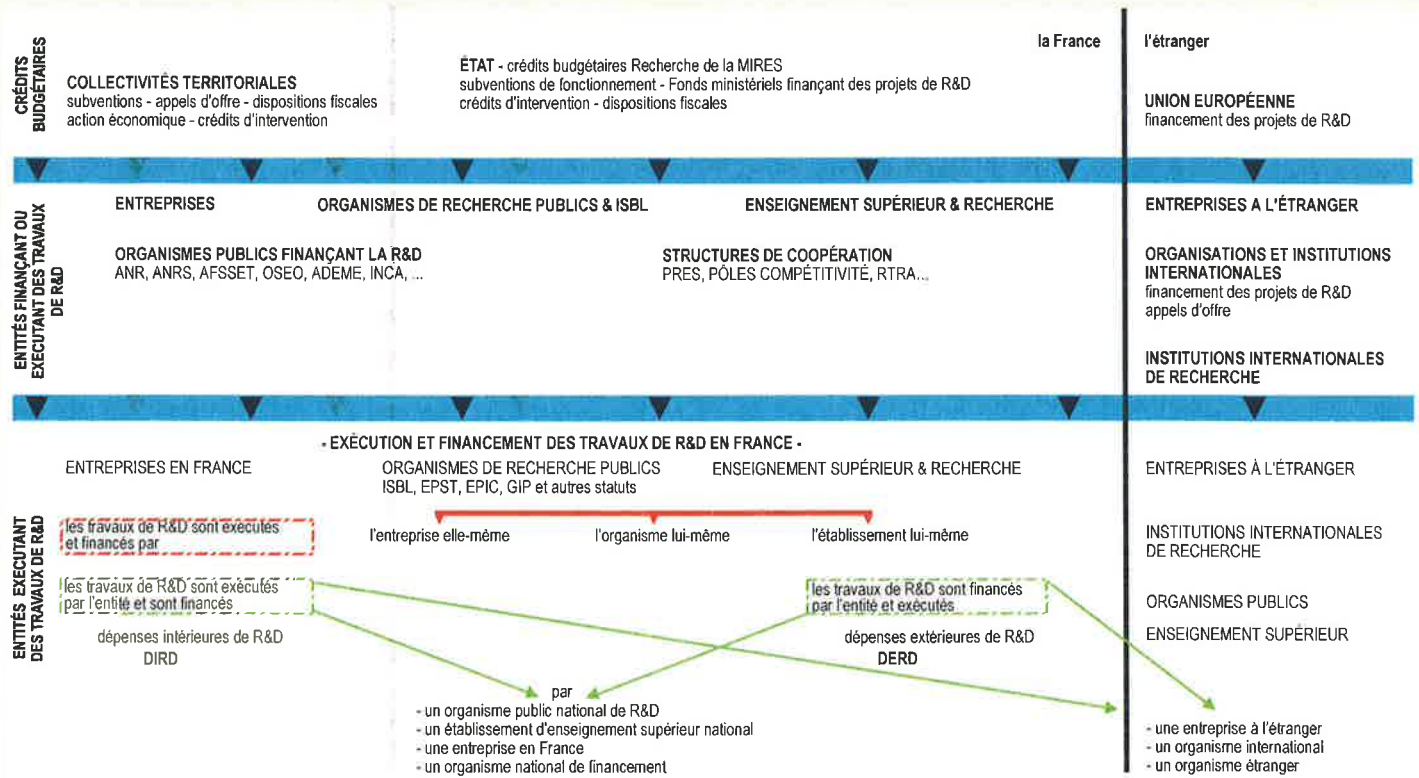 CRÉDITS
BUDGÉTAIRES
COLLECTIVITÉS TERRITORIALES
subventions - appels d'offre - dispositions fiscales
action économique - crédits d'intervention
ÉTAT - crédits budgétaires Recherche de la MIRES
subventions de fonctionnement - Fonds ministériels finançant des projets de R&D
crédits d'intervention - dispositions fiscales
la France
l'étranger
UNION EUROPÉENNE
financement des projets de R&D
ENTITÉS FINANÇANT OU
EXECUTANT DES TRAVAUX
DE R&D
ENTREPRISES
ORGANISMES DE RECHERCHE PUBLICS & ISBL
ENSEIGNEMENT SUPÉRIEUR & RECHERCHE
ORGANISMES PUBLICS FINANÇANT LA R&D
ANR, ANRS, AFSSET, OSEO, ADEME, INCA, ...
STRUCTURES DE COOPÉRATION
PRES, PÔLES COMPÉTITIVITÉ, RTRA...
ENTREPRISES A L'ÉTRANGER
ORGANISATIONS ET INSTITUTIONS
INTERNATIONALES
financement des projets de R&D
appels d'offre
INSTITUTIONS INTERNATIONALES
DE RECHERCHE
ENTITÉS EXECUTANT
DES TRAVAUX DE R&D
- EXÉCUTION ET FINANCEMENT DES TRAVAUX DE R&D EN FRANCE -
ENTREPRISES EN FRANCE
ORGANISMES DE RECHERCHE PUBLICS
ISBL, EPST, EPIC, GIP et autres statuts
ENSEIGNEMENT SUPÉRIEUR & RECHERCHE
les travaux de R&D sont exécutés
et financés par
l'entreprise elle-même
l'organisme lui-même
l'établissement lui-même
les travaux de R&D sont exécutés
par l'entité et sont financés
dépenses intérieures de R&D
DIRD
les travaux de R&D sont financés
par l'entité et exécutés
dépenses extérieures de R&D
DERD
par
- un organisme public national de R&D
- un établissement d'enseignement supérieur national
- une entreprise en France
- un organisme national de financement
ENTREPRISES À L'ÉTRANGER
INSTITUTIONS INTERNATIONALES
DE RECHERCHE
ORGANISMES PUBLICS
ENSEIGNEMENT SUPÉRIEUR
- une entreprise à l'étranger
- un organisme international
- un organisme étranger